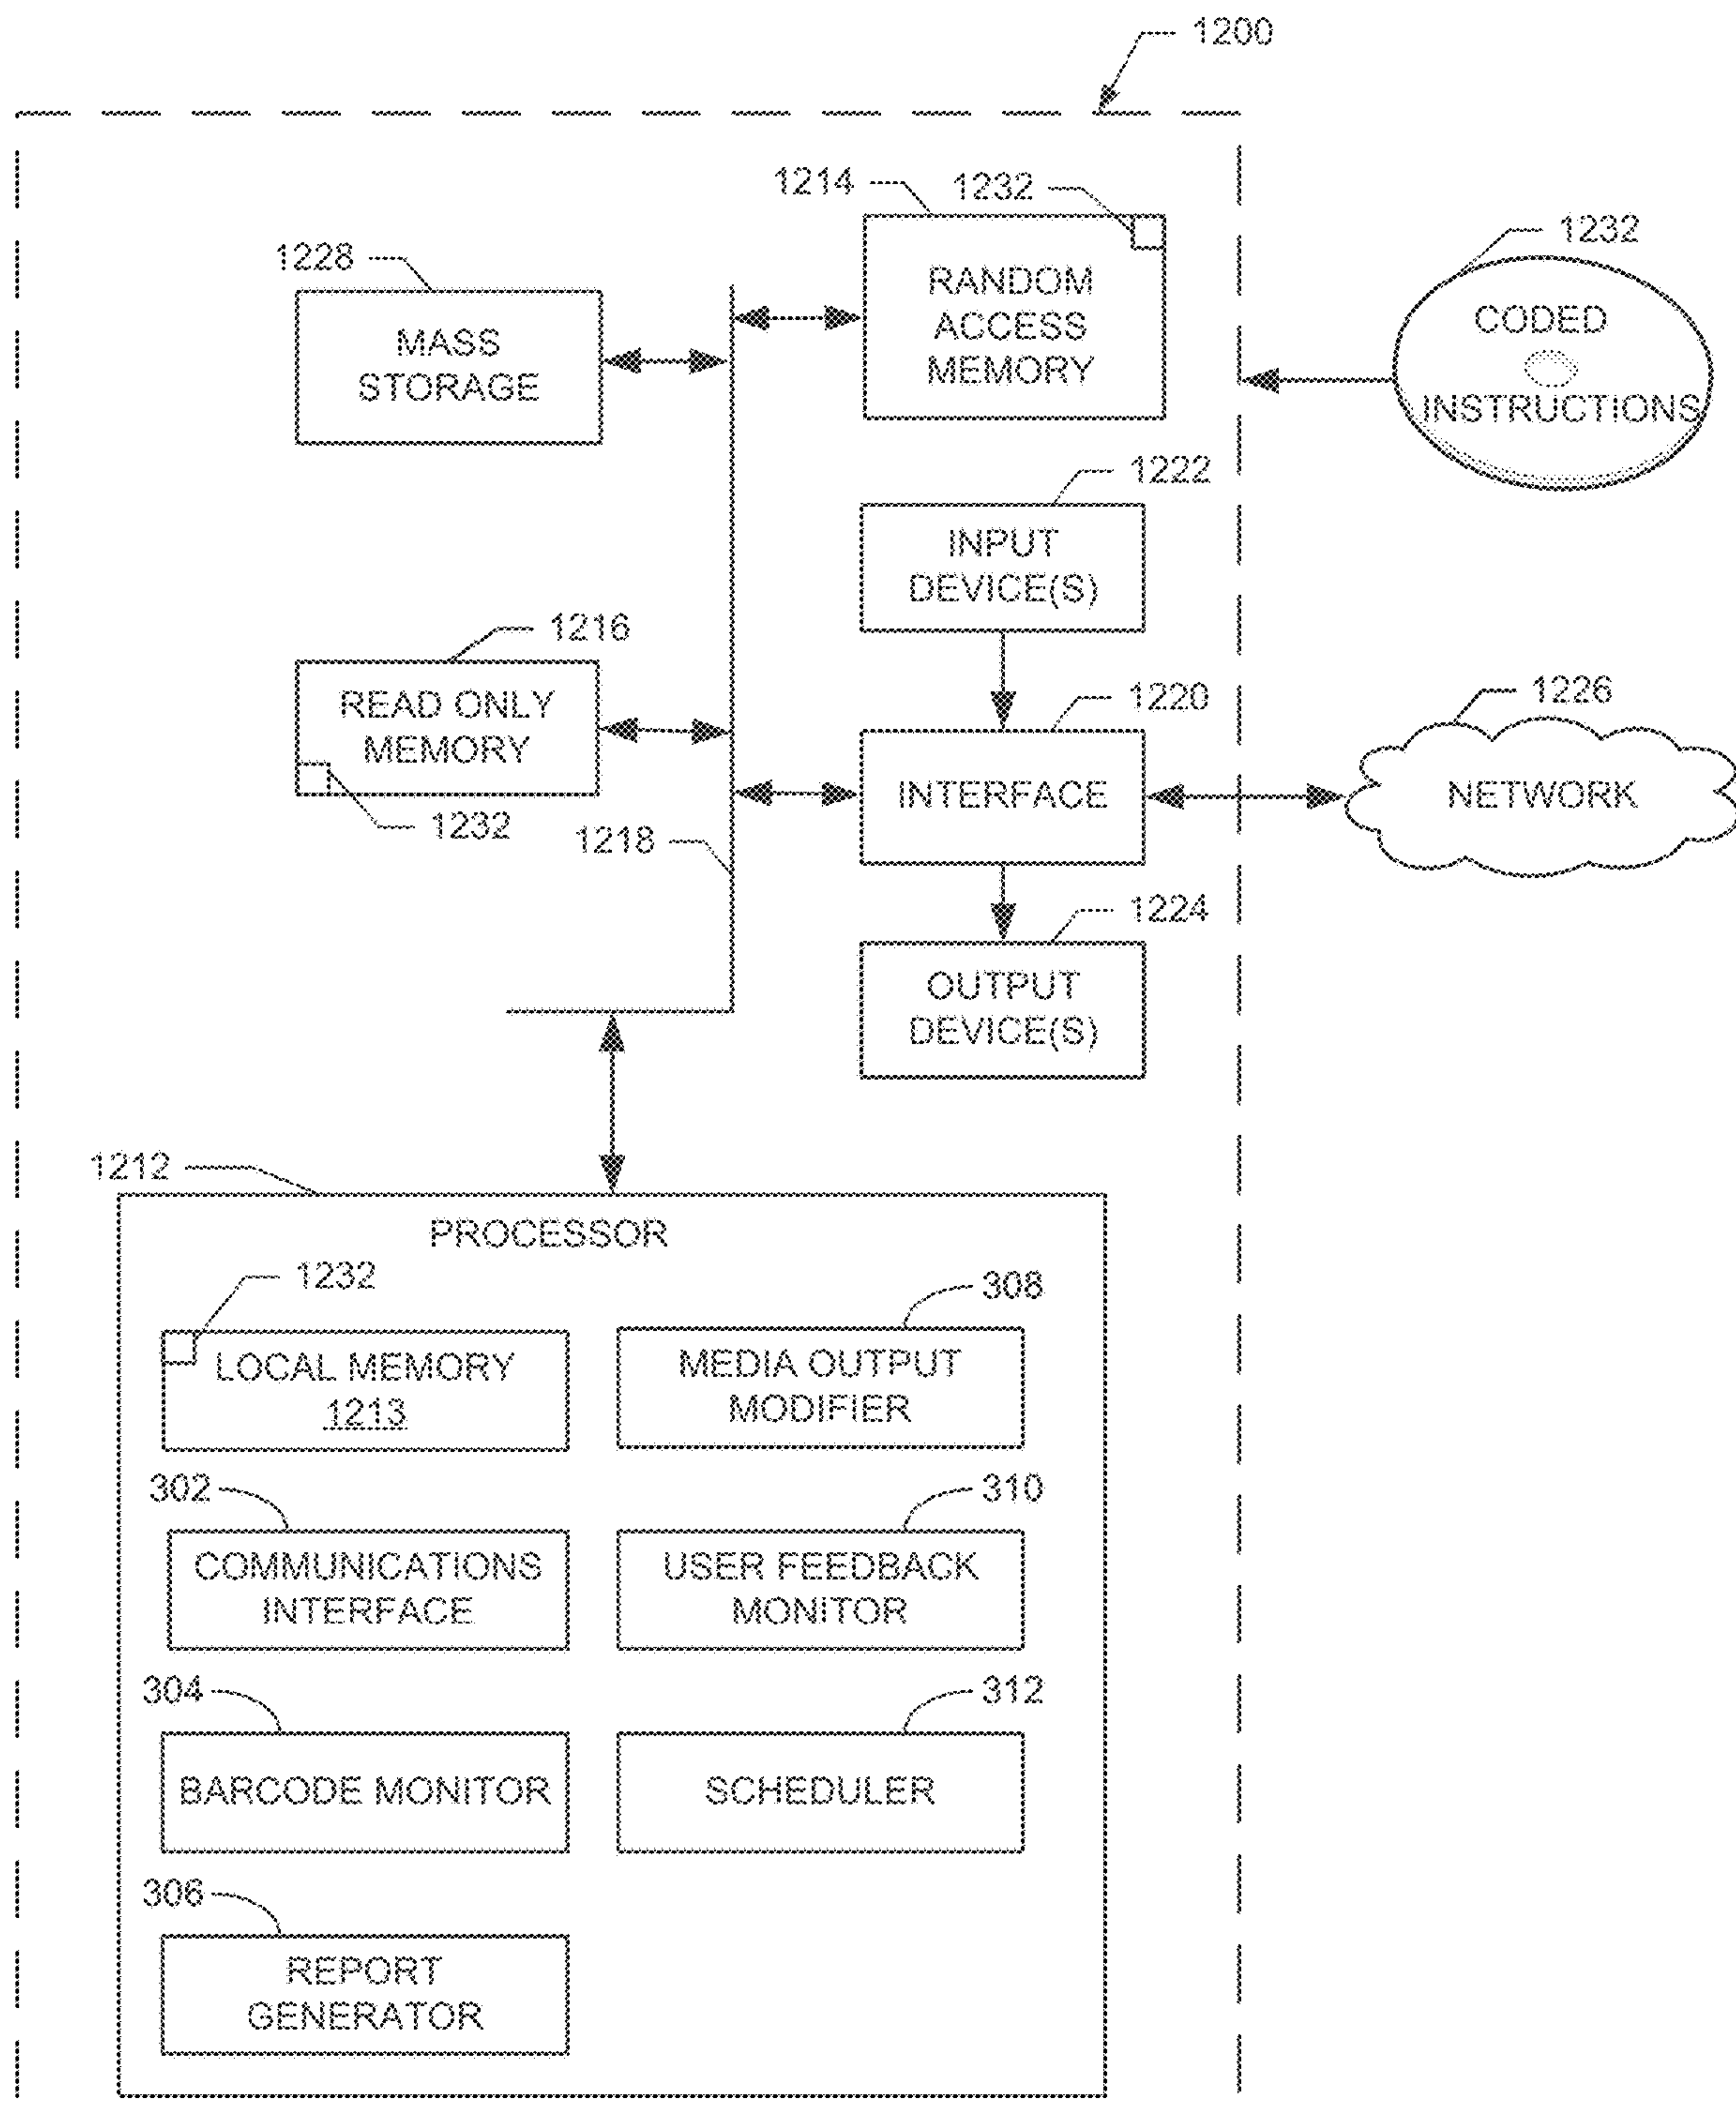 1200
1214
1232
1228
RANDOM
ACCESS
MEMORY
MASS
STORAGE
1232
CODED
INSTRUCTIONS
1222
INPUT
DEVICE(S)
1216
READ ONLY
MEMORY
1232
1218
1220
INTERFACE
1226
NETWORK
1224
OUTPUT
DEVICE(S)
1212
PROCESSOR
1232
LOCAL MEMORY
1213
308
MEDIA OUTPUT
MODIFIER
302
COMMUNICATIONS
INTERFACE
310
USER FEEDBACK
MONITOR
304
BARCODE MONITOR
312
SCHEDULER
306
REPORT
GENERATOR